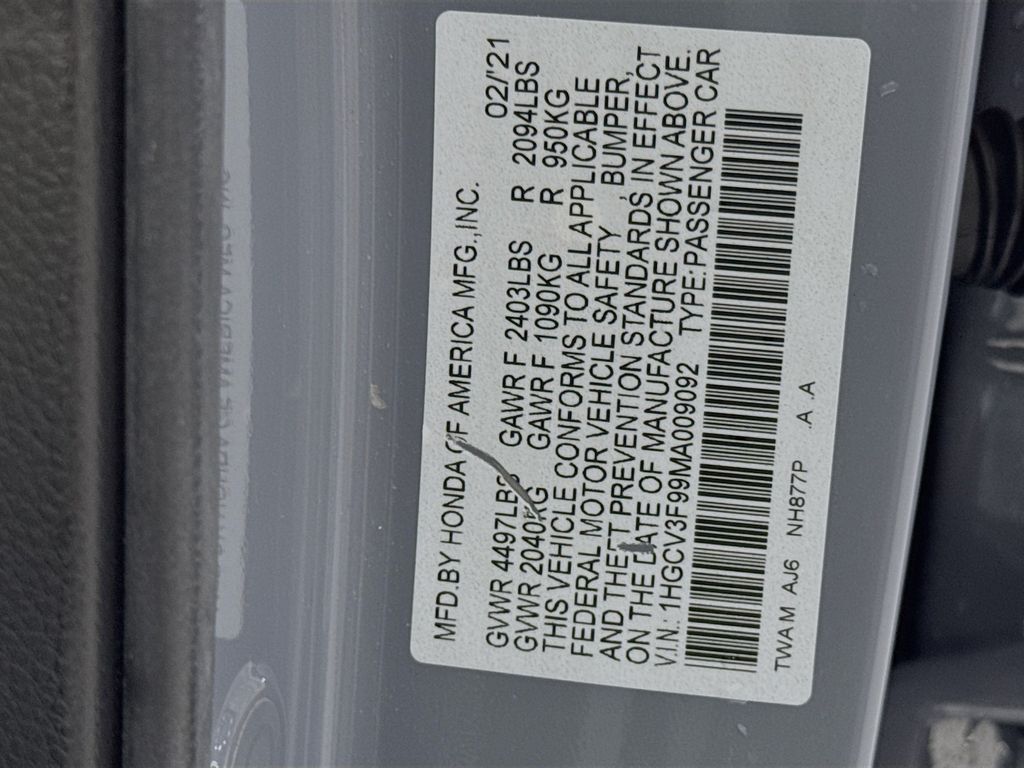 MFD.BY HONDA OF AMERICA MFG.,INC. 02/'21
GVWR 4497LBS GAWR F 2403LBS R 2094LBS
GVWR 2040KG GAWR F 1090KG R 950KG
THIS VEHICLE CONFORMS TO ALL APPLICABLE
FEDERAL MOTOR VEHICLE SAFETY, BUMPER,
AND THEFT PREVENTION STANDARDS, IN EFFECT
ON THE DATE OF MANUFACTURE SHOWN ABOVE.
V.I.N.: 1HGCV3F99MA009092 TYPE:PASSENGER CAR
TWAM AJ6 NH877P .A .A